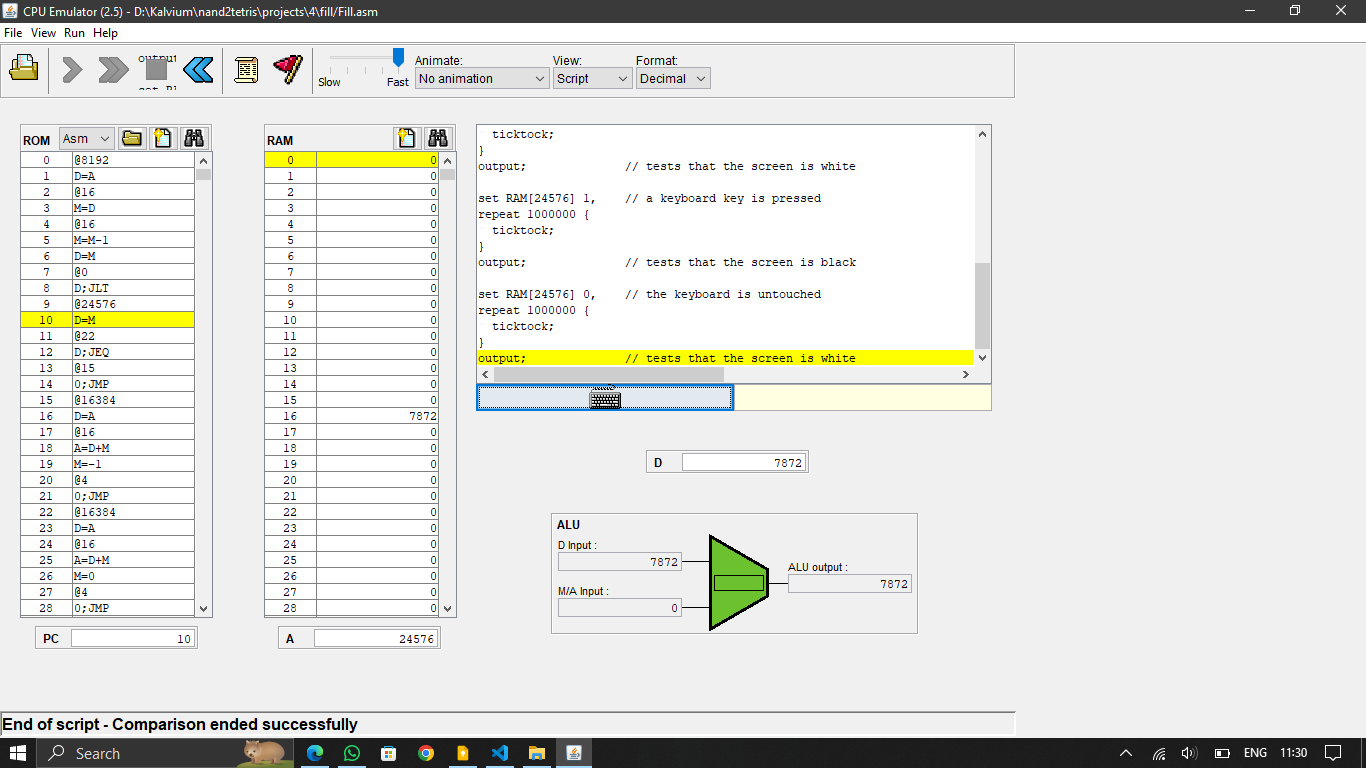 CPU Emulator (2.5) - D:\Kalvium\nand2tetris\projects\4\fill/Fill.asm
File View Run Help
Slow Fast
Animate: View: Format:
No animation Script Decimal
ROM Asm
0 @8192
1 D=A
2 @16
3 M=D
4 @16
5 M=M-1
6 D=M
7 @0
8 D;JLT
9 @24576
10 D=M
11 @22
12 D;JEQ
13 @15
14 0;JMP
15 @16384
16 D=A
17 @16
18 A=D+M
19 M=-1
20 @4
21 0;JMP
22 @16384
23 D=A
24 @16
25 A=D+M
26 M=0
27 @4
28 0;JMP
PC 10
RAM
0 0
1 0
2 0
3 0
4 0
5 0
6 0
7 0
8 0
9 0
10 0
11 0
12 0
13 0
14 0
15 0
16 7872
17 0
18 0
19 0
20 0
21 0
22 0
23 0
24 0
25 0
26 0
27 0
28 0
A 24576
ticktock;
}
output; // tests that the screen is white
set RAM[24576] 1, // a keyboard key is pressed
repeat 1000000 {
ticktock;
}
output; // tests that the screen is black
set RAM[24576] 0, // the keyboard is untouched
repeat 1000000 {
ticktock;
}
output; // tests that the screen is white
D 7872
ALU
D Input :
7872
M/A Input :
0
ALU output :
7872
End of script - Comparison ended successfully
Search
ENG 11:30